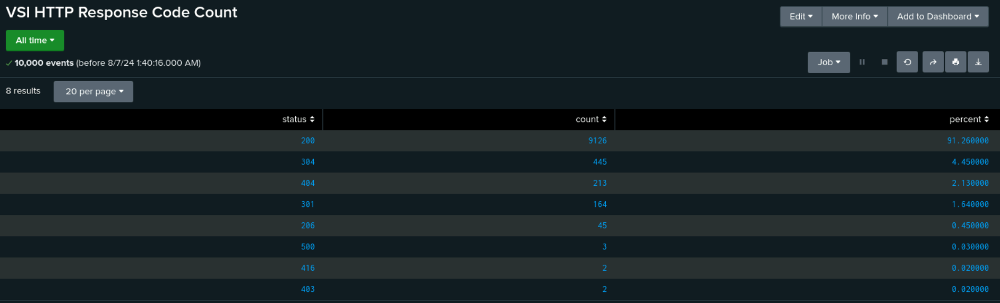 VSI HTTP Response Code Count
Edit More Info Add to Dashboard
All time
10,000 events (before 8/7/24 1:40:16.000 AM)
Job
8 results 20 per page
status count percent
200 9126 91.260000
304 445 4.450000
404 213 2.130000
301 164 1.640000
206 45 0.450000
500 3 0.030000
416 2 0.020000
403 2 0.020000